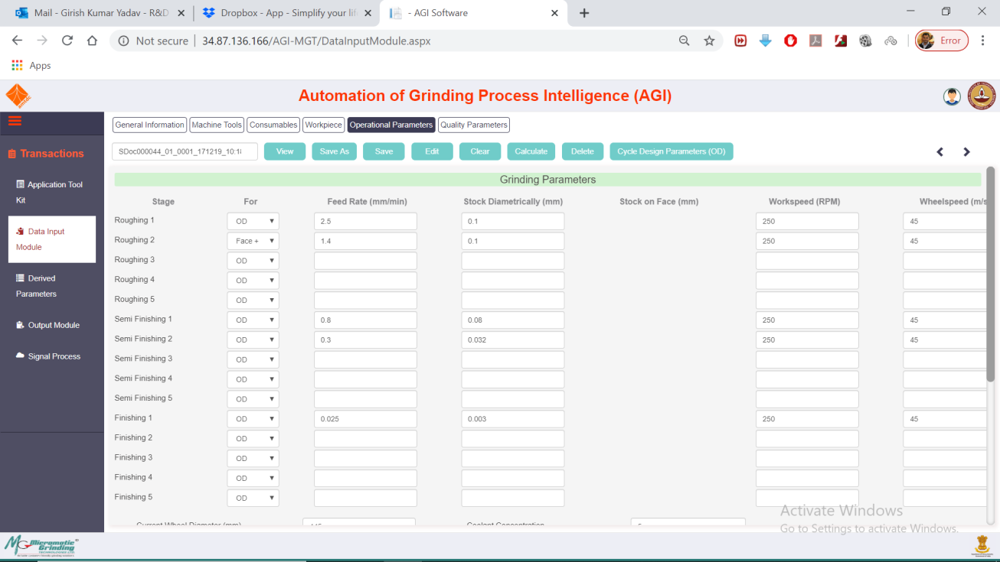 Mail - Girish Kumar Yadav - R&D
Dropbox - App - Simplify your life
- AGI Software
Not secure | 34.87.136.166/AGI-MGT/DataInputModule.aspx
Error
Apps
Automation of Grinding Process Intelligence (AGI)
General Information Machine Tools Consumables Workpiece Operational Parameters Quality Parameters
Transactions
Application Tool
Kit
Data Input
Module
Derived
Parameters
Output Module
Signal Process
SDoc000044_01_0001_171219_10:18 View Save As Save Edit Clear Calculate Delete Cycle Design Parameters (OD)
Grinding Parameters
Stage For Feed Rate (mm/min) Stock Diametrically (mm) Stock on Face (mm) Workspeed (RPM) Wheelspeed (m/s
Roughing 1 OD 2.5 0.1 250 45
Roughing 2 Face + 1.4 0.1 250 45
Roughing 3 OD
Roughing 4 OD
Roughing 5 OD
Semi Finishing 1 OD 0.8 0.08 250 45
Semi Finishing 2 OD 0.3 0.032 250 45
Semi Finishing 3 OD
Semi Finishing 4 OD
Semi Finishing 5 OD
Finishing 1 OD 0.025 0.003 250 45
Finishing 2 OD
Finishing 3 OD
Finishing 4 OD
Finishing 5 OD
Current Wheel Diameter (mm) Coolant Concentration
Activate Windows
Go to Settings to activate Windows.
Micromatic
Grinding